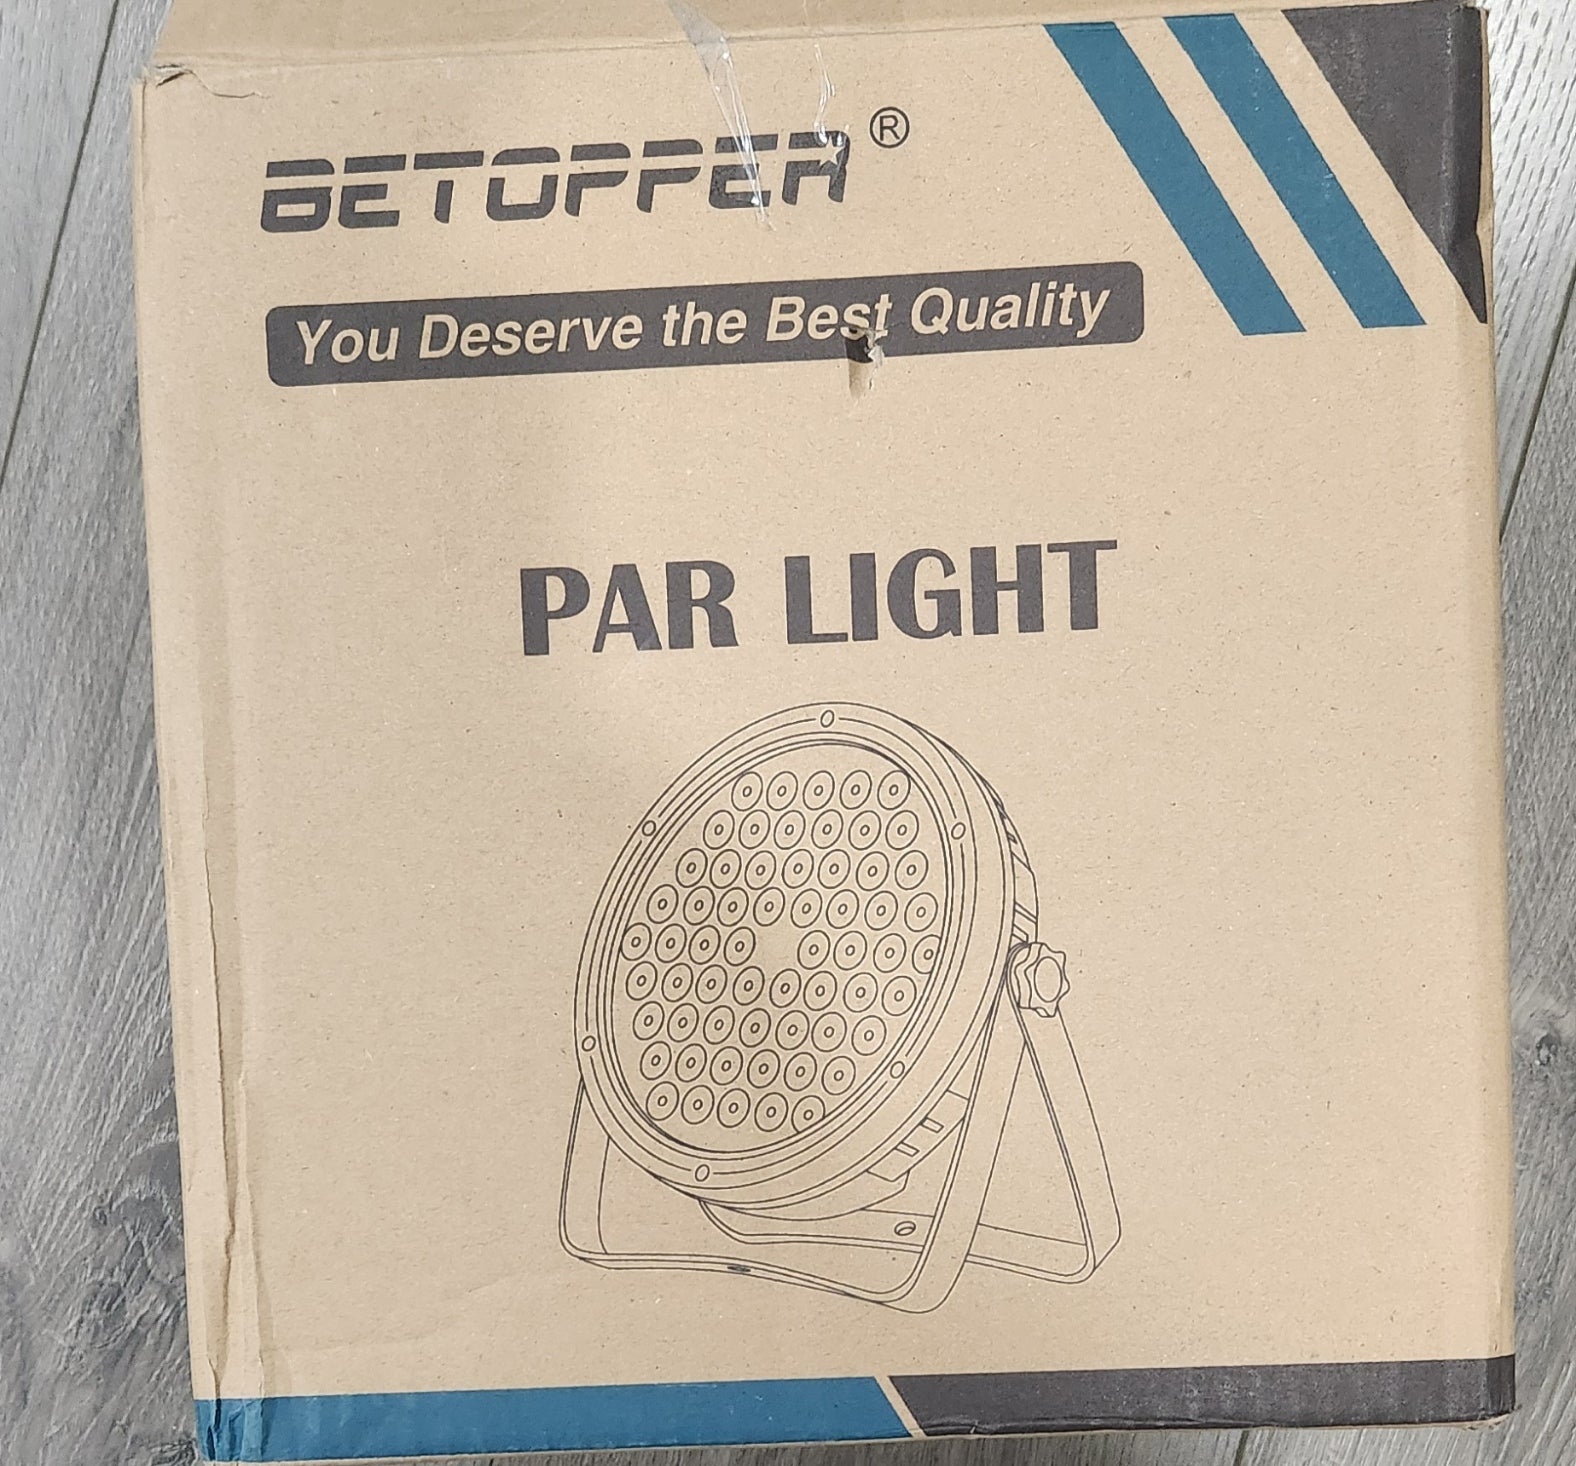 BETOPPER®
You Deserve the Best Quality
PAR LIGHT